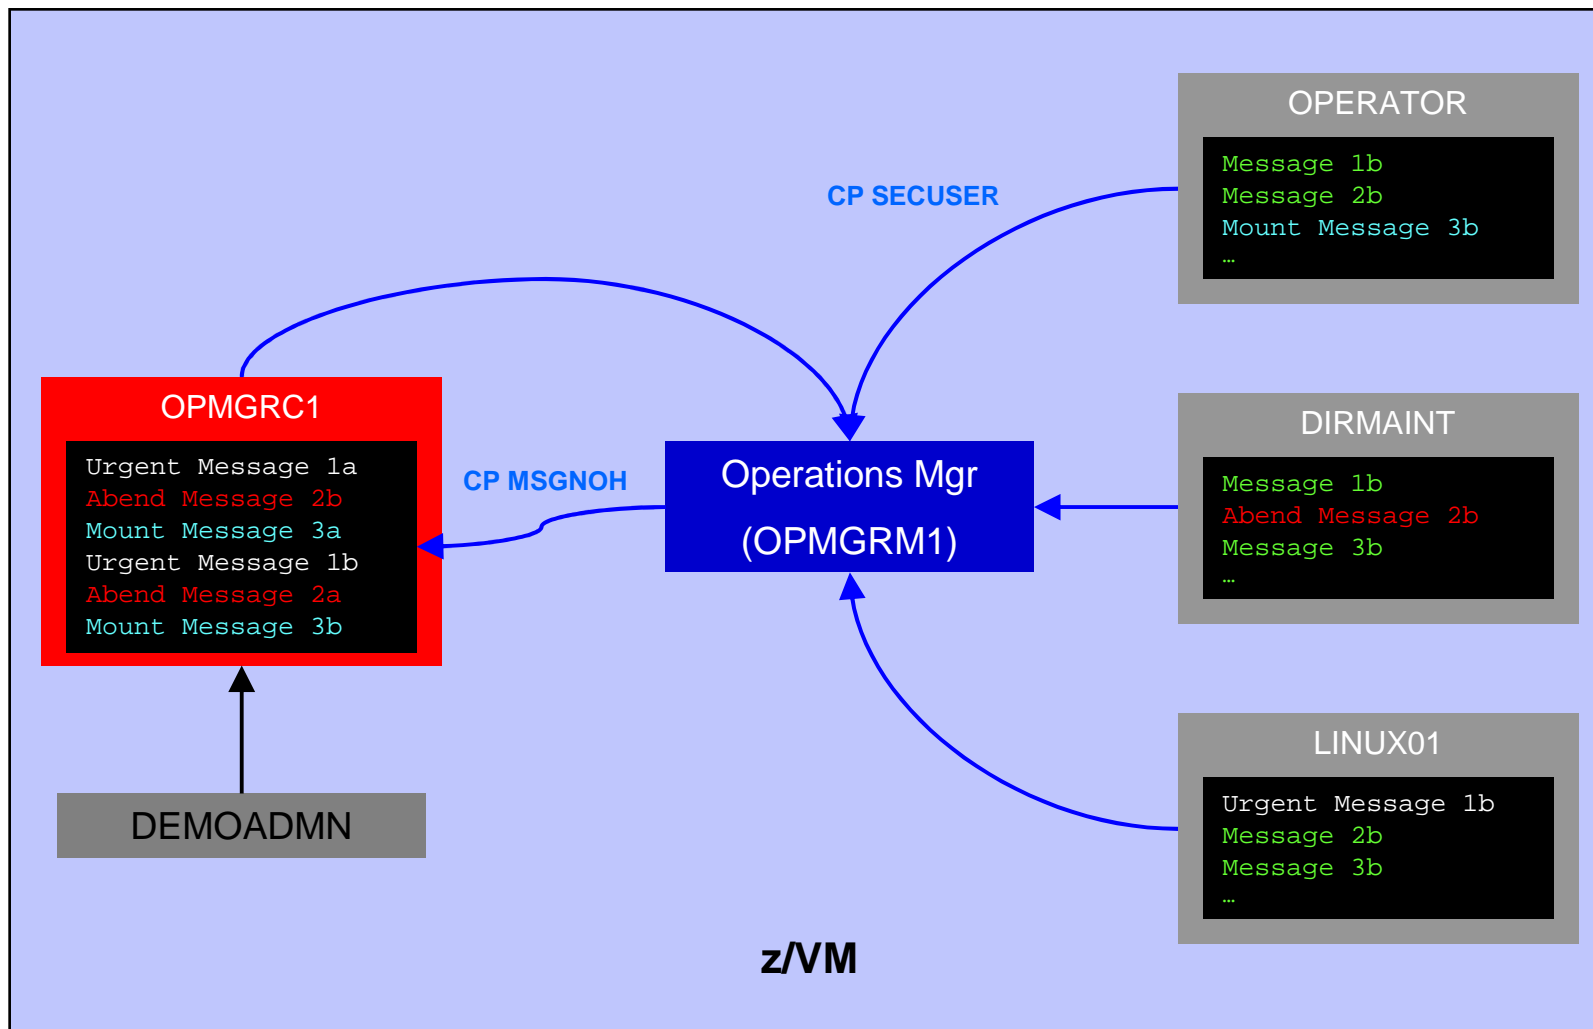 OPERATOR
Message 1b
Message 2b
Mount Message 3b
…
CP SECUSER
OPMGRC1
Urgent Message 1a
Abend Message 2b
Mount Message 3a
Urgent Message 1b
Abend Message 2a
Mount Message 3b
CP MSGNOH
Operations Mgr
(OPMGRM1)
DIRMAINT
Message 1b
Abend Message 2b
Message 3b
…
DEMOADMN
LINUX01
Urgent Message 1b
Message 2b
Message 3b
…
z/VM